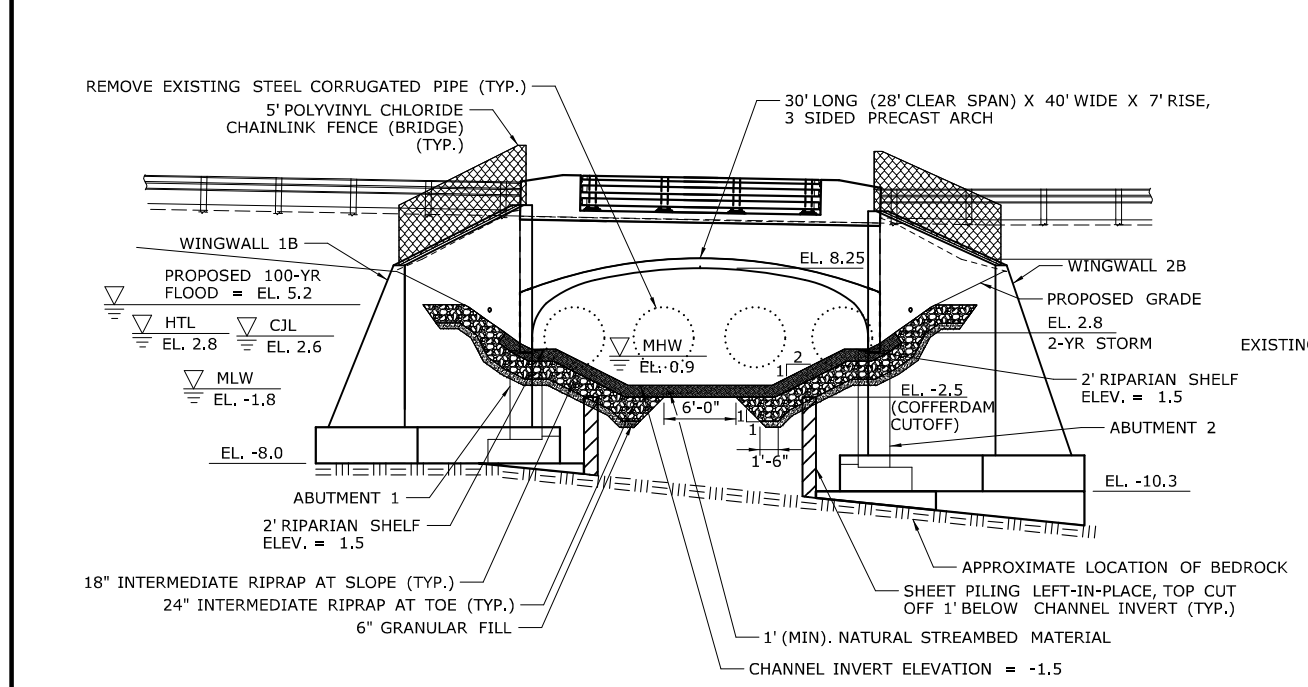 REMOVE EXISTING STEEL CORRUGATED PIPE (TYP.)
5' POLYVINYL CHLORIDE
CHAINLINK FENCE (BRIDGE)
(TYP.)
30' LONG (28' CLEAR SPAN) X 40' WIDE X 7' RISE,
3 SIDED PRECAST ARCH
WINGWALL 1B
EL. 8.25
WINGWALL 2B
PROPOSED 100-YR
FLOOD = EL. 5.2
PROPOSED GRADE
HTL
EL. 2.8
CJL
EL. 2.6
EL. 2.8
2-YR STORM
EXISTING
MHW
EL. 0.9
2
1
MLW
EL. -1.8
2' RIPARIAN SHELF
ELEV. = 1.5
EL. -2.5
(COFFERDAM
CUTOFF)
6'-0"
1
1
1'-6"
ABUTMENT 2
EL. -8.0
EL. -10.3
ABUTMENT 1
2' RIPARIAN SHELF
ELEV. = 1.5
APPROXIMATE LOCATION OF BEDROCK
18" INTERMEDIATE RIPRAP AT SLOPE (TYP.)
SHEET PILING LEFT-IN-PLACE, TOP CUT
OFF 1' BELOW CHANNEL INVERT (TYP.)
24" INTERMEDIATE RIPRAP AT TOE (TYP.)
6" GRANULAR FILL
1' (MIN). NATURAL STREAMBED MATERIAL
CHANNEL INVERT ELEVATION = -1.5